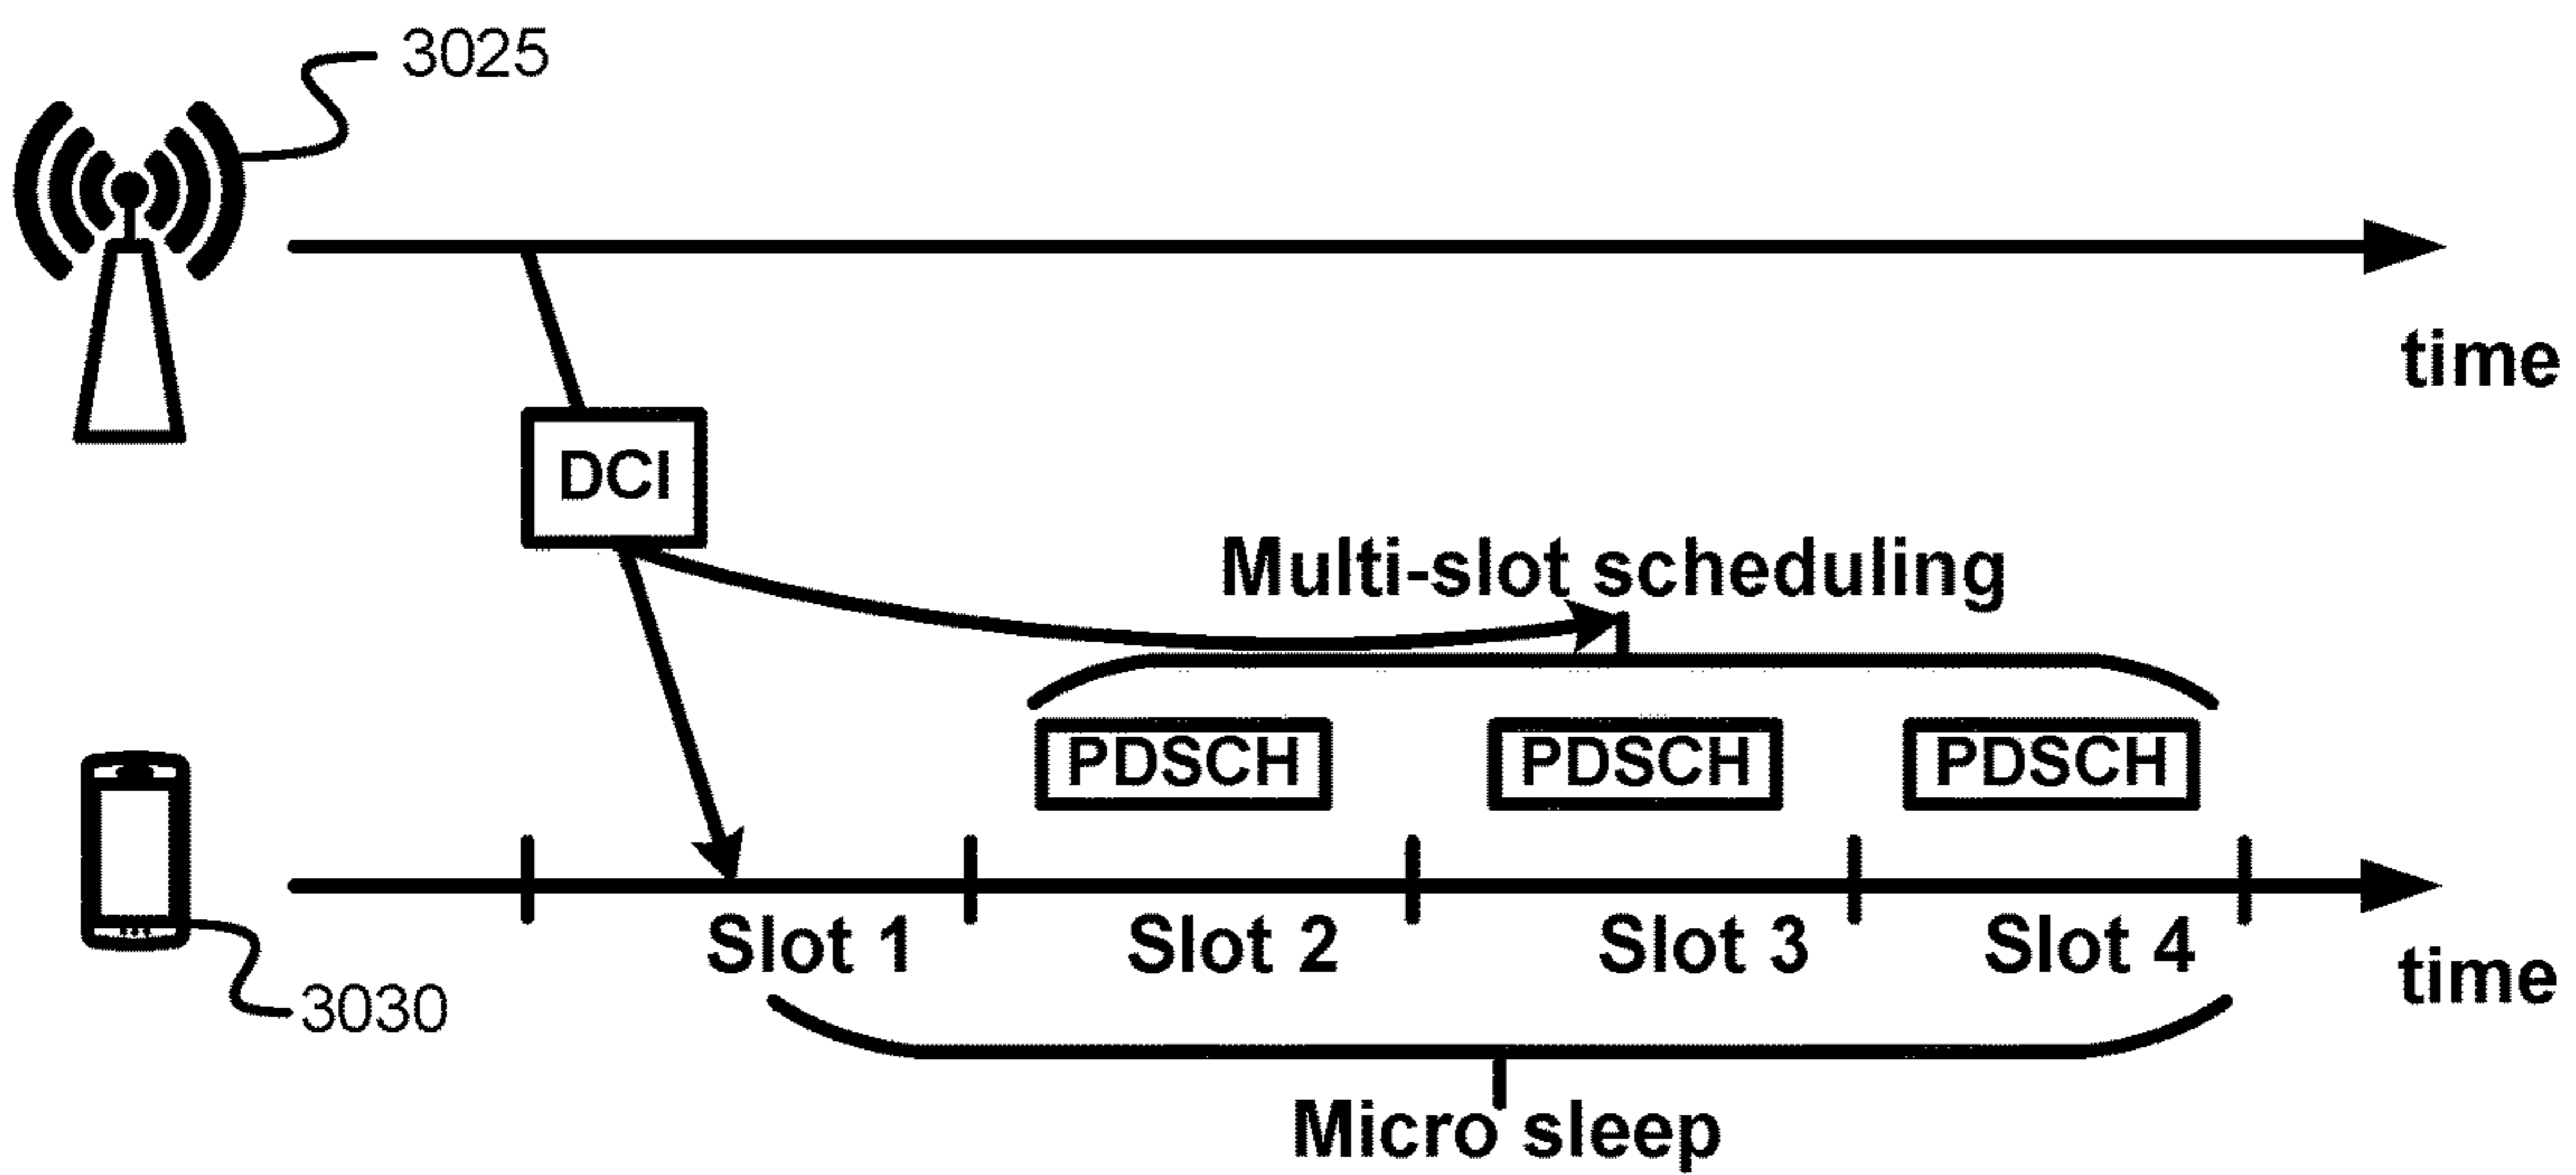 3025
time
DCI
Multi-slot scheduling
PDSCH PDSCH PDSCH
Slot 1 Slot 2 Slot 3 Slot 4
time
3030
Micro sleep